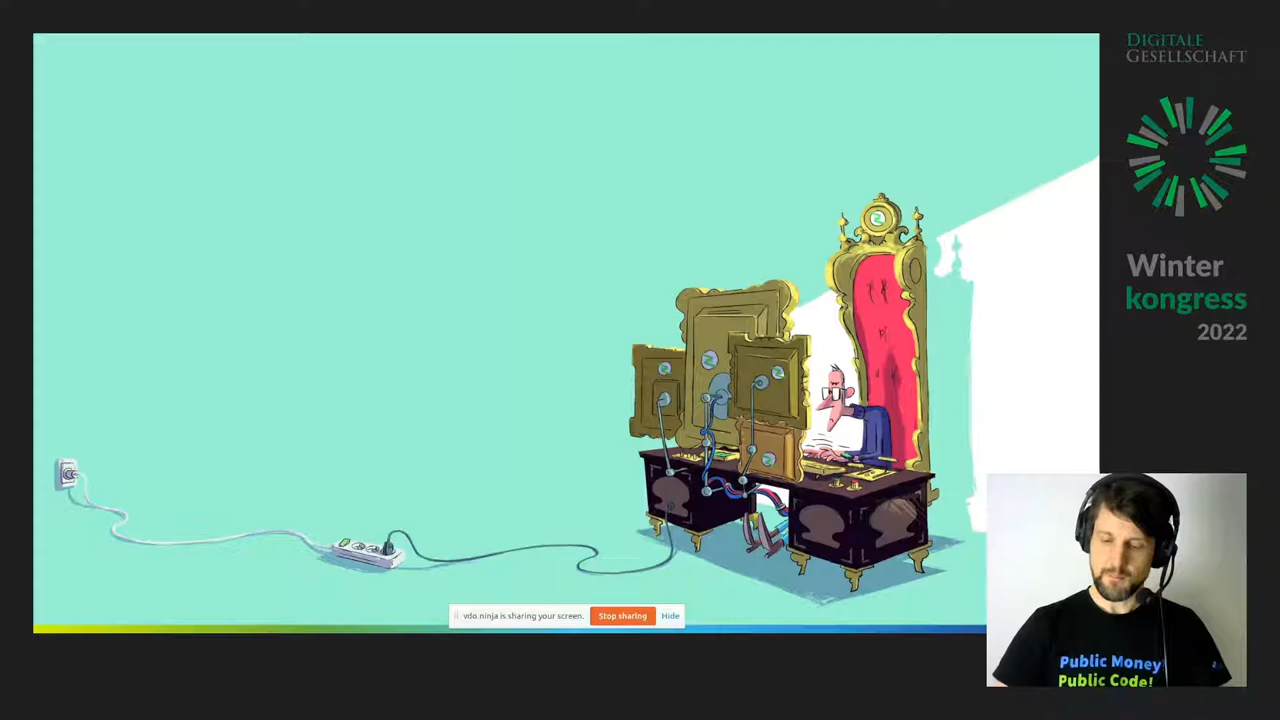 DIGITALE
GESELLSCHAFT
Winter
kongress
2022
vdo.ninja is sharing your screen.
Stop sharing
Hide
Public Money
Public Code!